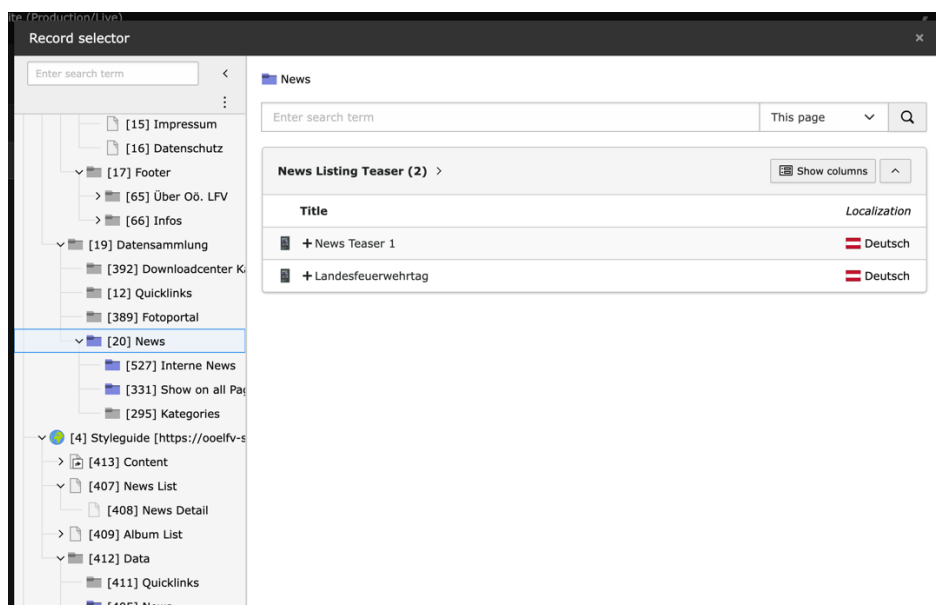 ite (Production/Live)
Record selector
Enter search term
[15] Impressum
[16] Datenschutz
[17] Footer
[65] Über Oö. LFV
[66] Infos
[19] Datensammlung
[392] Downloadcenter K
[12] Quicklinks
[389] Fotoportal
[20] News
[527] Interne News
[331] Show on all Pag
[295] Kategories
[4] Styleguide [https://ooelfv-s
[413] Content
[407] News List
[408] News Detail
[409] Album List
[412] Data
[411] Quicklinks
News
Enter search term This page
News Listing Teaser (2) Show columns
Title Localization
News Teaser 1 Deutsch
Landesfeuerwehrtag Deutsch